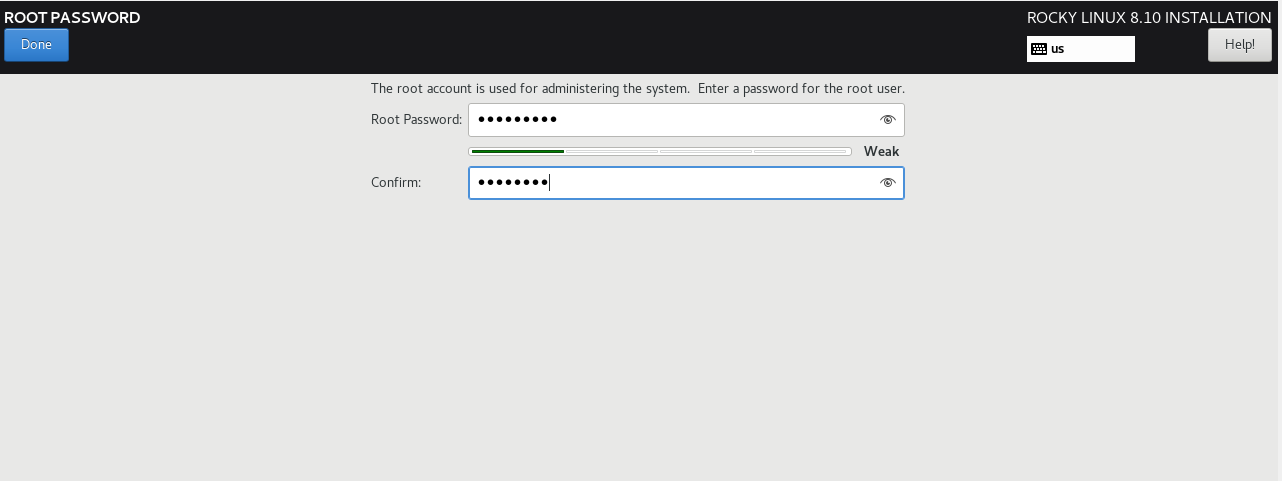 ROOT PASSWORD
ROCKY LINUX 8.10 INSTALLATION
Done
us
Help!
The root account is used for administering the system.  Enter a password for the root user.
Root Password: •••••••••
Weak
Confirm: ••••••••